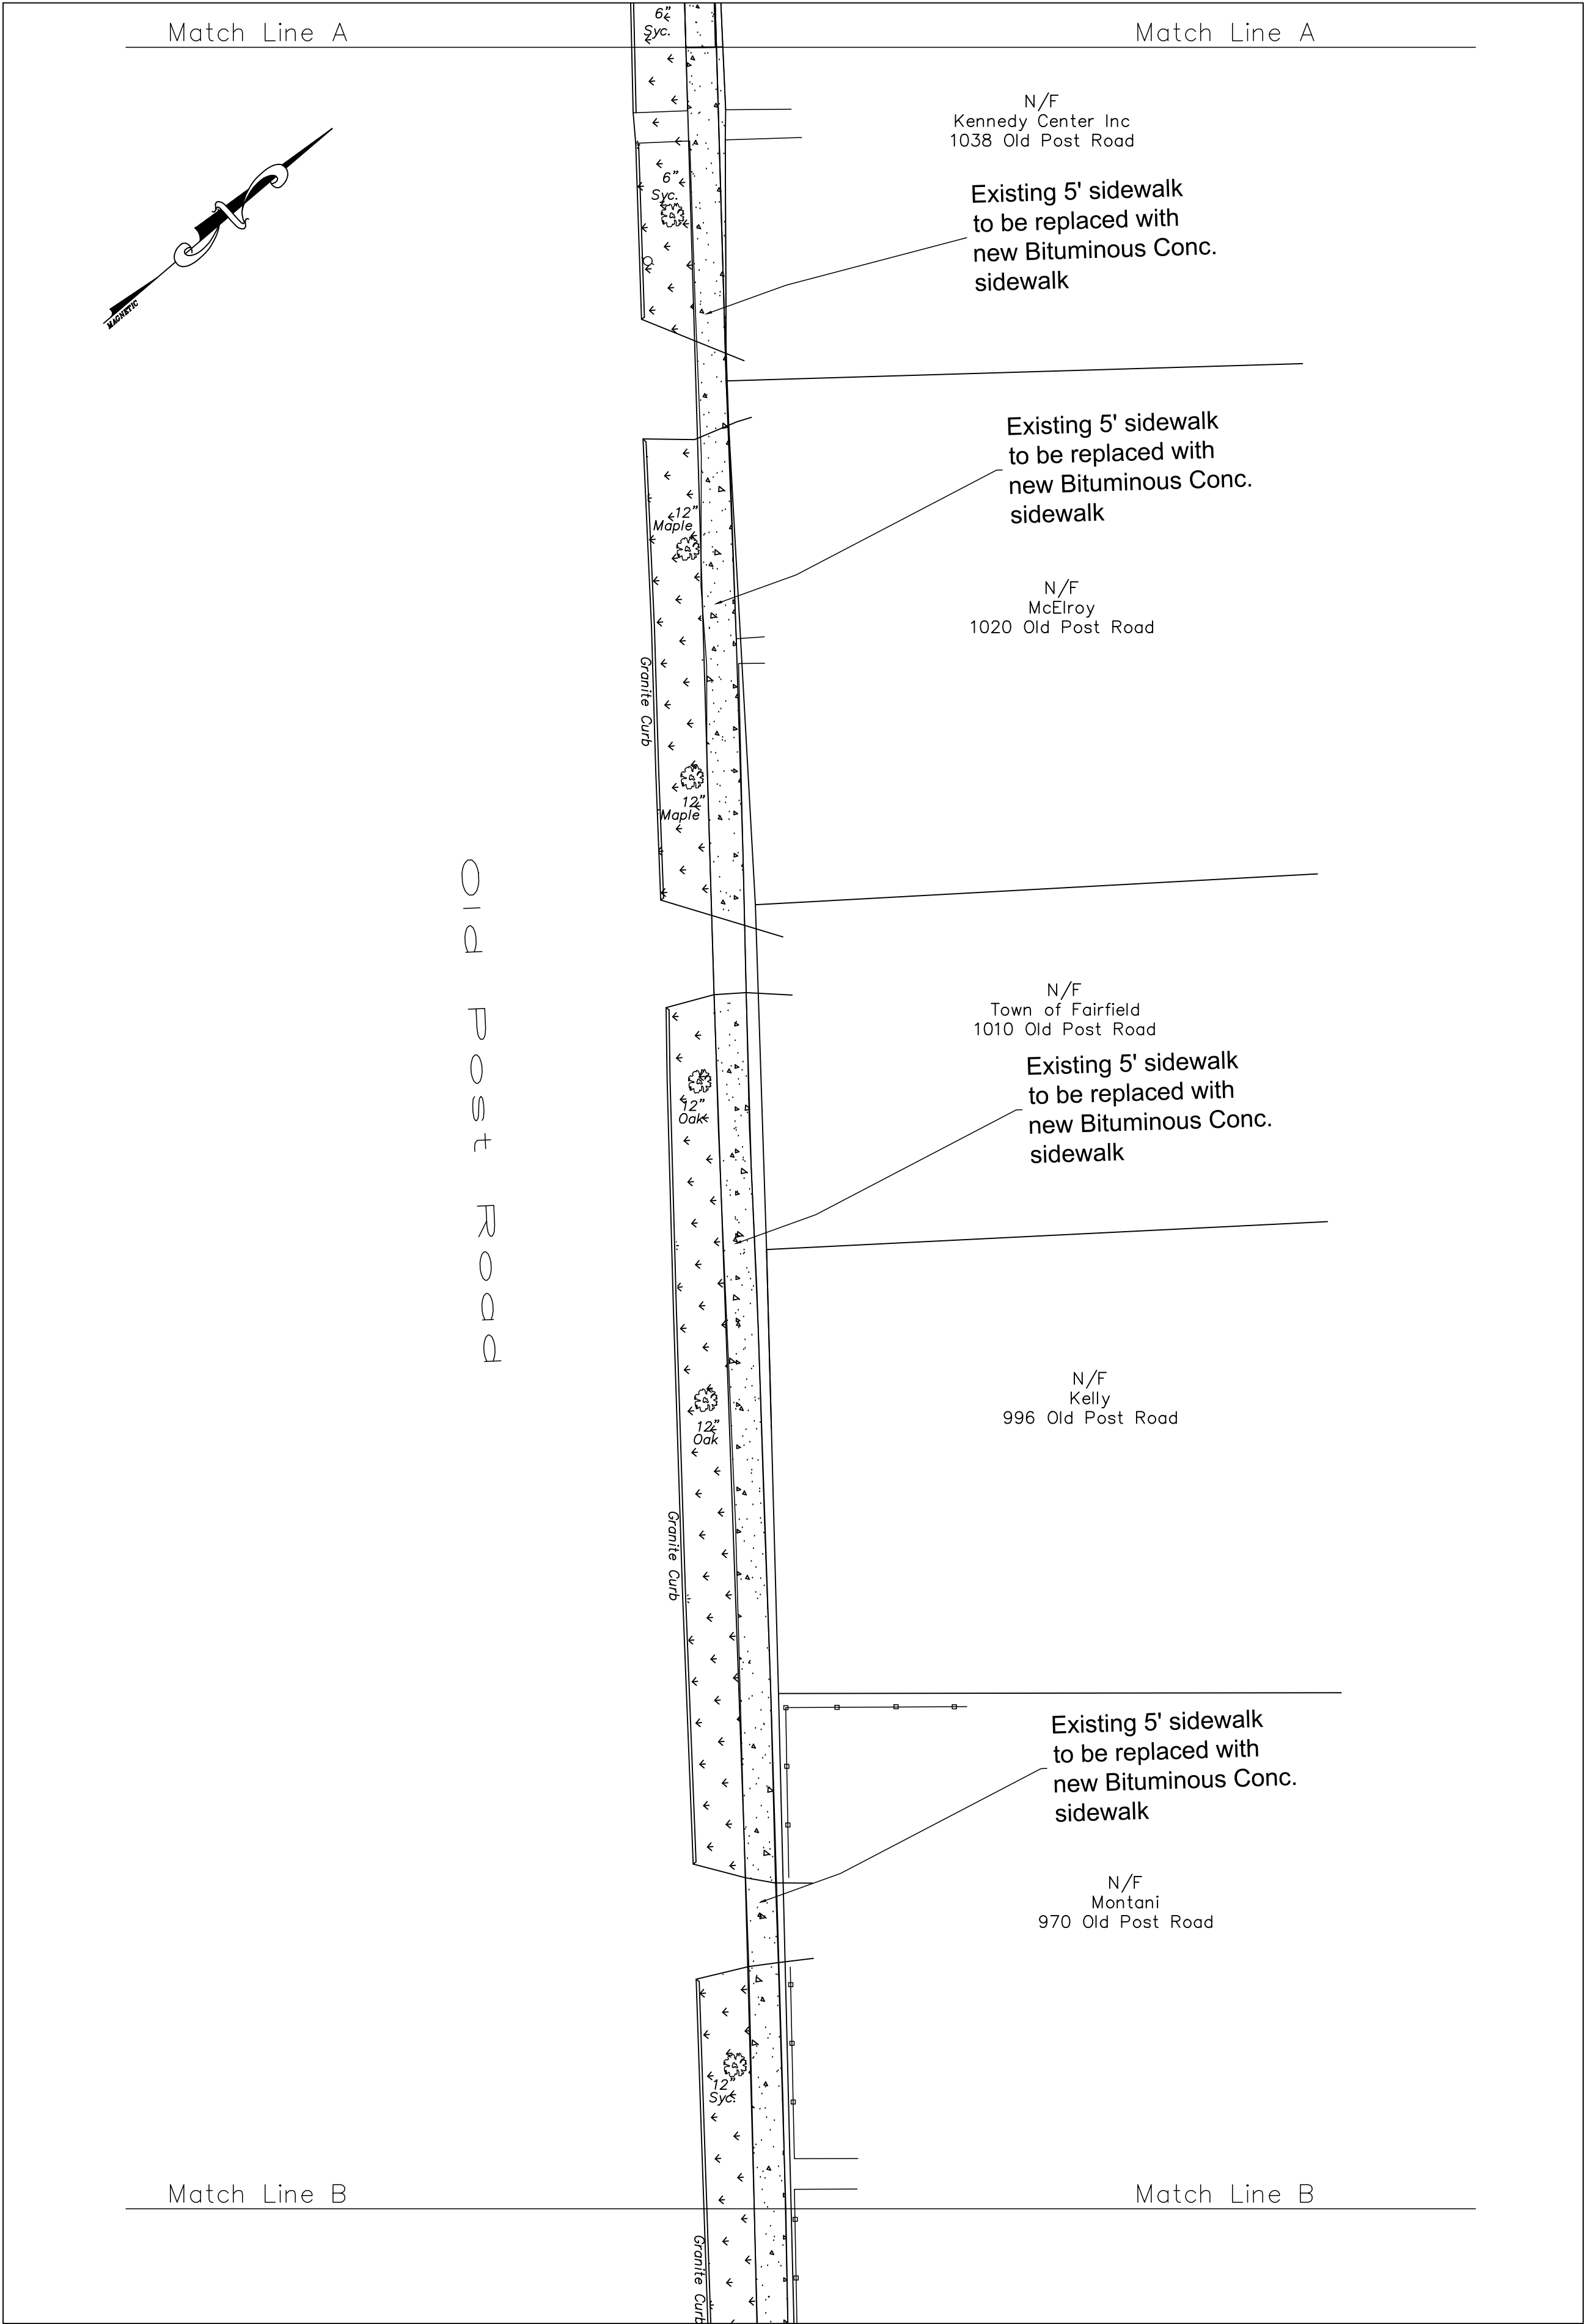 Match Line A
Match Line A
6"
Syc.
N/F
Kennedy Center Inc
1038 Old Post Road
MAGNETIC
6"
Syc.
Existing 5' sidewalk
to be replaced with
new Bituminous Conc.
sidewalk
Existing 5' sidewalk
to be replaced with
new Bituminous Conc.
sidewalk
12"
Maple
N/F
McElroy
1020 Old Post Road
Granite Curb
12"
Maple
Old Post Road
N/F
Town of Fairfield
1010 Old Post Road
Existing 5' sidewalk
to be replaced with
new Bituminous Conc.
sidewalk
12"
Oak
N/F
Kelly
996 Old Post Road
12"
Oak
Granite Curb
Existing 5' sidewalk
to be replaced with
new Bituminous Conc.
sidewalk
N/F
Montani
970 Old Post Road
12"
Syc.
Match Line B
Match Line B
Granite Curb